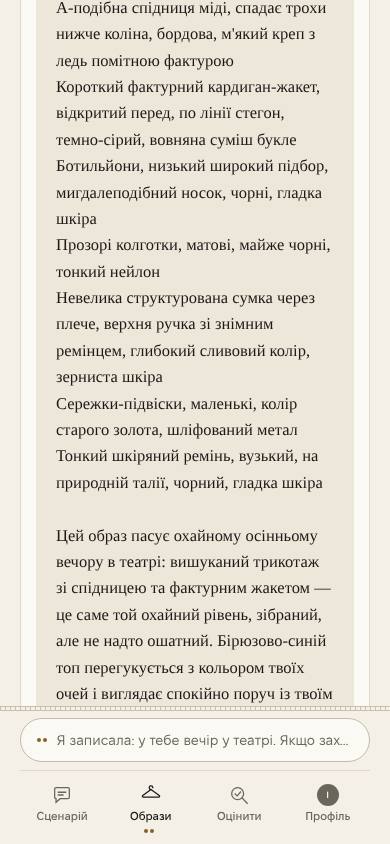 А-подібна спідниця міді, спадає трохи
нижче коліна, бордова, м'який креп з
ледь помітною фактурою
Короткий фактурний кардиган-жакет,
відкритий перед, по лінії стегон,
темно-сірий, вовняна суміш букле
Ботильйони, низький широкий підбор,
мигдалеподібний носок, чорні, гладка
шкіра
Прозорі колготки, матові, майже чорні,
тонкий нейлон
Невелика структурована сумка через
плече, верхня ручка зі знімним
ремінцем, глибокий сливовий колір,
зерниста шкіра
Сережки-підвіски, маленькі, колір
старого золота, шліфований метал
Тонкий шкіряний ремінь, вузький, на
природній талії, чорний, гладка шкіра
Цей образ пасує охайному осінньому
вечору в театрі: вишуканий трикотаж
зі спідницею та фактурним жакетом —
це саме той охайний рівень, зібраний,
але не надто ошатний. Бірюзово-синій
топ перегукується з кольором твоїх
очей і виглядає спокійно поруч із твоїм
Я записала: у тебе вечір у театрі. Якщо зах...
Сценарій
Образи
Оцінити
І
Профіль